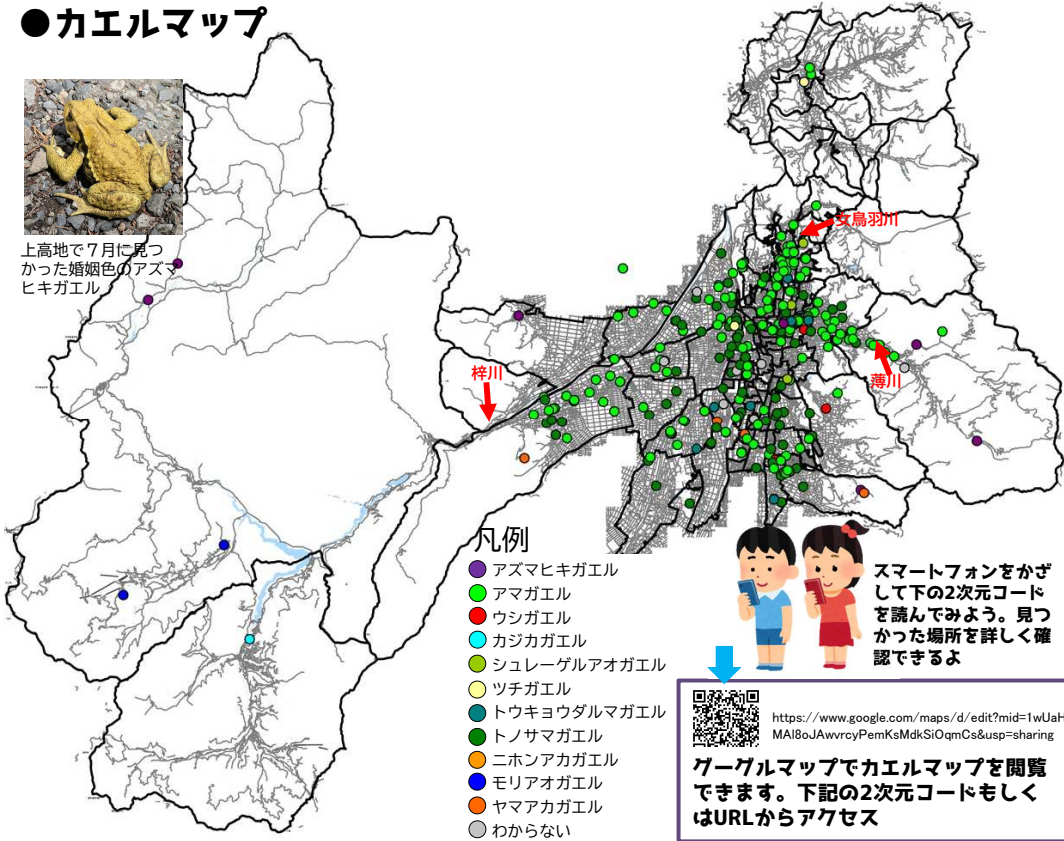 ●カエルマップ
上高地で７月に見つ
かった婚姻色のアズマ
ヒキガエル
女鳥羽川
梓川
薄川
凡例
アズマヒキガエル
アマガエル
ウシガエル
カジカガエル
シュレーゲルアオガエル
ツチガエル
トウキョウダルマガエル
トノサマガエル
ニホンアカガエル
モリアオガエル
ヤマアカガエル
わからない
スマートフォンをかざ
して下の2次元コード
を読んでみよう。見つ
かった場所を詳しく確
認できるよ
https://www.google.com/maps/d/edit?mid=1wUaH
MAl8oJAwvrcyPemKsMdkSiOqmCs&usp=sharing
グーグルマップでカエルマップを閲覧
できます。下記の2次元コードもしく
はURLからアクセス